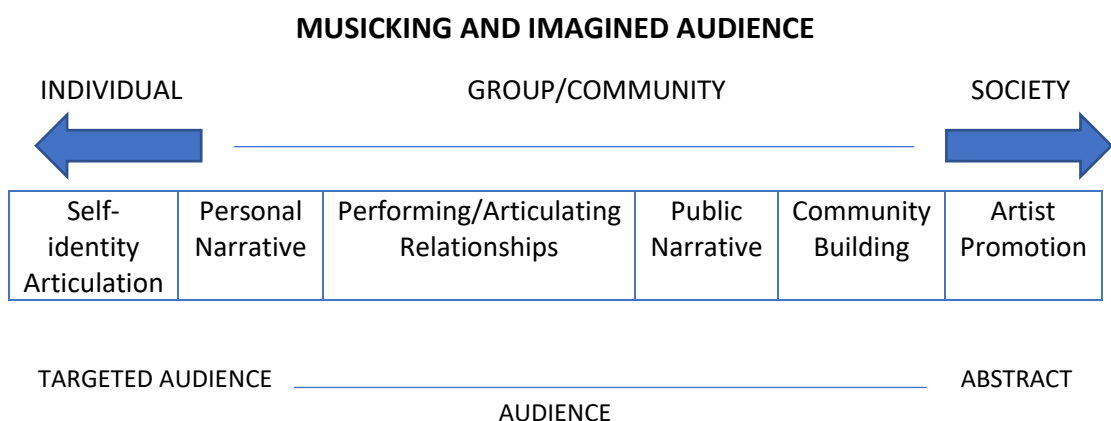 MUSICKING AND IMAGINED AUDIENCE
INDIVIDUAL GROUP/COMMUNITY SOCIETY
Self-
identity
Articulation
Personal
Narrative
Performing/Articulating
Relationships
Public
Narrative
Community
Building
Artist
Promotion
TARGETED AUDIENCE ABSTRACT
AUDIENCE